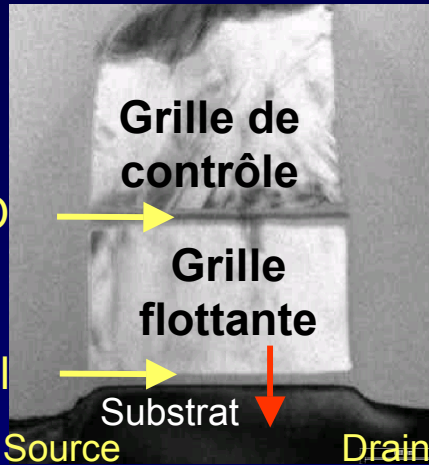 Grille de
contrôle
O
Grille
flottante
l
Substrat
Source
Drain